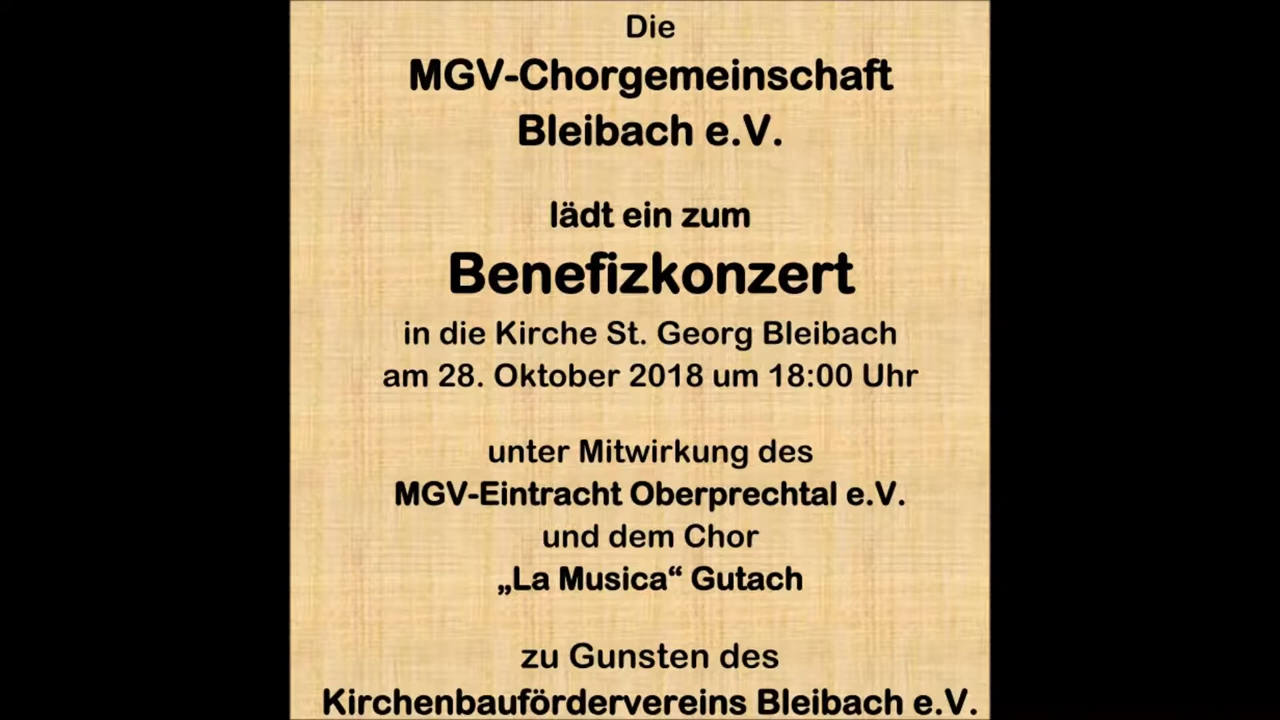 Die
MGV-Chorgemeinschaft
Bleibach e.V.
lädt ein zum
Benefizkonzert
in die Kirche St. Georg Bleibach
am 28. Oktober 2018 um 18:00 Uhr
unter Mitwirkung des
MGV-Eintracht Oberprechtal e.V.
und dem Chor
„La Musica“ Gutach
zu Gunsten des
Kirchenbaufördervereins Bleibach e.V.